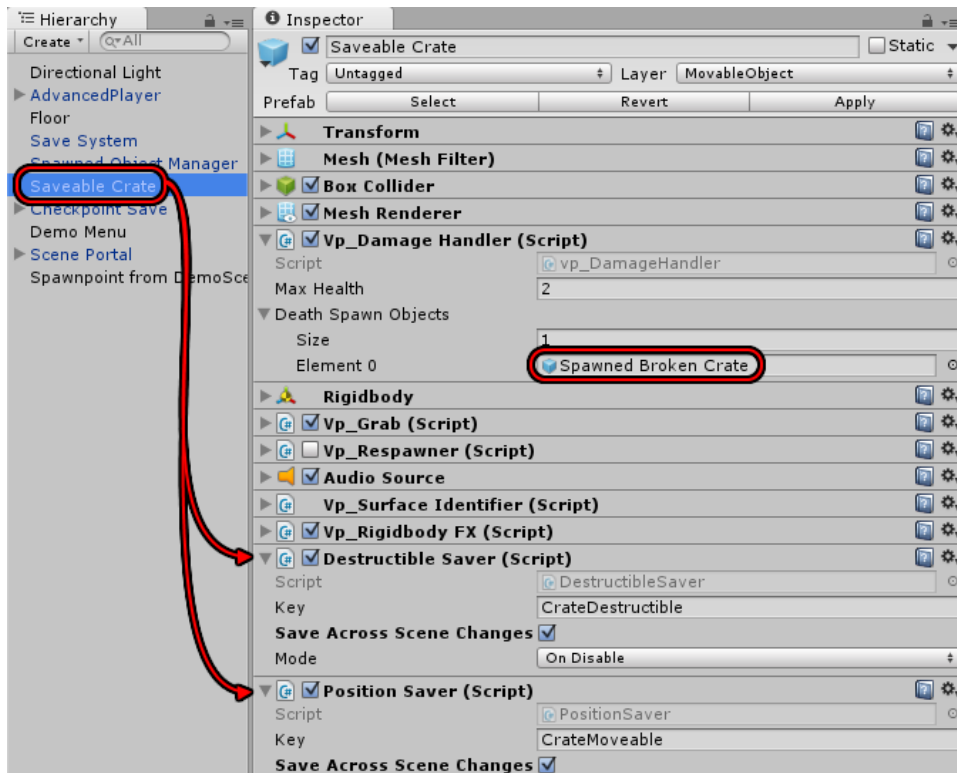 Hierarchy
Create
All
Directional Light
AdvancedPlayer
Floor
Save System
Spawned Object Manager
Saveable Crate
Checkpoint Save
Demo Menu
Scene Portal
Spawnpoint from DemoSce
Inspector
Saveable Crate
Static
Tag Untagged Layer MovableObject
Prefab Select Revert Apply
Transform
Mesh (Mesh Filter)
Box Collider
Mesh Renderer
Vp_Damage Handler (Script)
Script vp_DamageHandler
Max Health 2
Death Spawn Objects
Size 1
Element 0 Spawned Broken Crate
Rigidbody
Vp_Grab (Script)
Vp_Respawner (Script)
Audio Source
Vp_Surface Identifier (Script)
Vp_Rigidbody FX (Script)
Destructible Saver (Script)
Script DestructibleSaver
Key CrateDestructible
Save Across Scene Changes
Mode On Disable
Position Saver (Script)
Script PositionSaver
Key CrateMoveable
Save Across Scene Changes